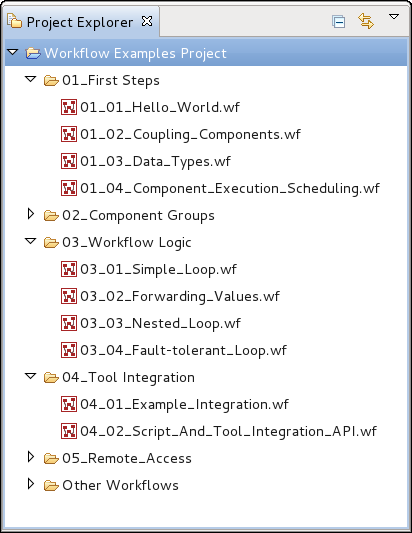 Project Explorer
Workflow Examples Project
01_First Steps
01_01_Hello_World.wf
01_02_Coupling_Components.wf
01_03_Data_Types.wf
01_04_Component_Execution_Scheduling.wf
02_Component Groups
03_Workflow Logic
03_01_Simple_Loop.wf
03_02_Forwarding_Values.wf
03_03_Nested_Loop.wf
03_04_Fault-tolerant_Loop.wf
04_Tool Integration
04_01_Example_Integration.wf
04_02_Script_And_Tool_Integration_API.wf
05_Remote_Access
Other Workflows